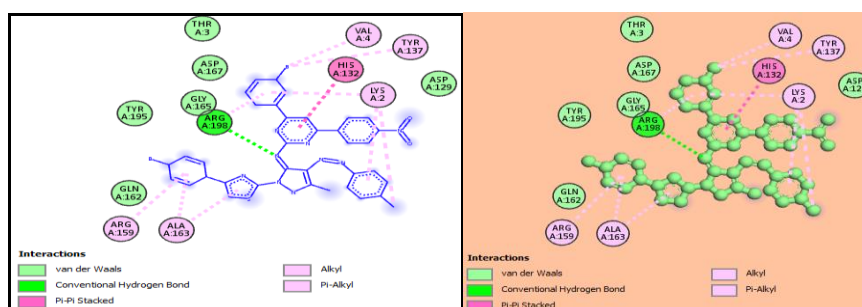 THR
A:3
VAL
A:4
TYR
A:137
ASP
A:167
HIS
A:132
ASP
A:129
LYS
A:2
GLY
A:165
TYR
A:195
ARG
A:198
GLN
A:162
ARG
A:159
ALA
A:163
Interactions
van der Waals
Conventional Hydrogen Bond
Pi-Pi Stacked
Alkyl
Pi-Alkyl
THR
A:3
VAL
A:4
TYR
A:137
ASP
A:167
HIS
A:132
ASP
A:12
LYS
A:2
GLY
A:165
TYR
A:195
ARG
A:198
GLN
A:162
ARG
A:159
ALA
A:163
Interactions
van der Waals
Conventional Hydrogen Bond
Pi-Pi Stacked
Alkyl
Pi-Alkyl